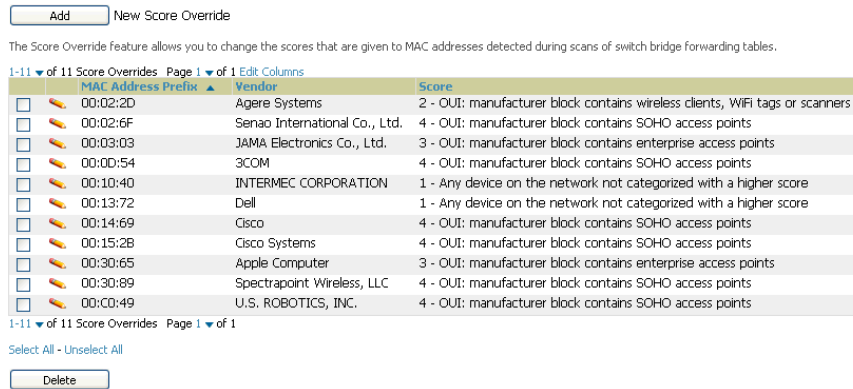 Add New Score Override
The Score Override feature allows you to change the scores that are given to MAC addresses detected during scans of switch bridge forwarding tables.
1-11 of 11 Score Overrides Page 1 of 1 Edit Columns
MAC Address Prefix Vendor Score
00:02:2D Agere Systems 2 - OUI: manufacturer block contains wireless clients, WiFi tags or scanners
00:02:6F Senao International Co., Ltd. 4 - OUI: manufacturer block contains SOHO access points
00:03:03 JAMA Electronics Co., Ltd. 3 - OUI: manufacturer block contains enterprise access points
00:0D:54 3COM 4 - OUI: manufacturer block contains SOHO access points
00:10:40 INTERMEC CORPORATION 1 - Any device on the network not categorized with a higher score
00:13:72 Dell 1 - Any device on the network not categorized with a higher score
00:14:69 Cisco 4 - OUI: manufacturer block contains SOHO access points
00:15:2B Cisco Systems 4 - OUI: manufacturer block contains SOHO access points
00:30:65 Apple Computer 3 - OUI: manufacturer block contains enterprise access points
00:30:89 Spectrapoint Wireless, LLC 4 - OUI: manufacturer block contains SOHO access points
00:C0:49 U.S. ROBOTICS, INC. 4 - OUI: manufacturer block contains SOHO access points
1-11 of 11 Score Overrides Page 1 of 1
Select All - Unselect All
Delete